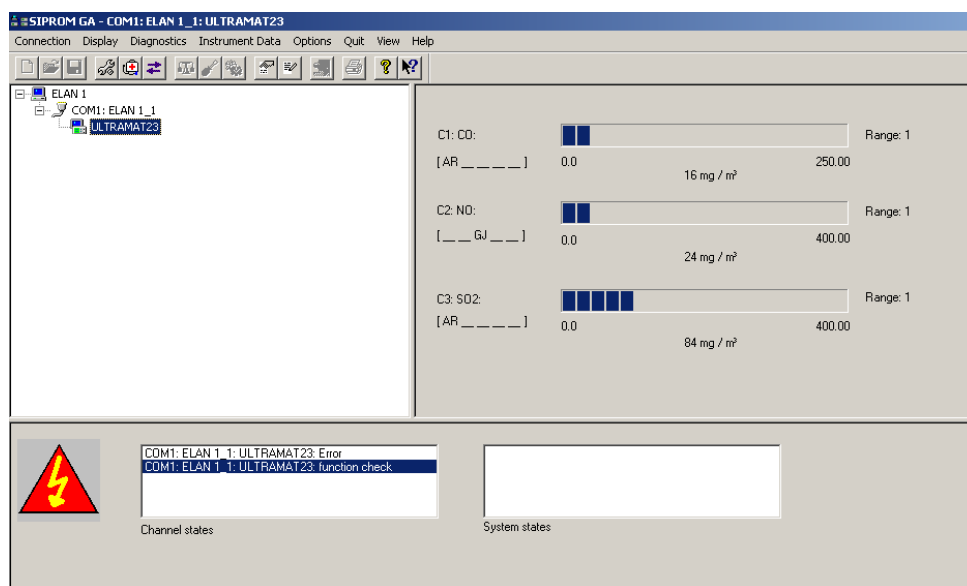 SIPROM GA - COM1: ELAN 1_1: ULTRAMAT23
Connection Display Diagnostics Instrument Data Options Quit View Help
ELAN 1
COM1: ELAN 1_1
ULTRAMAT23
C1: CO:
Range: 1
[ AR _ _ _ _ ]
0.0
250.00
16 mg / m³
C2: NO:
Range: 1
[ _ _ GJ _ _ ]
0.0
400.00
24 mg / m³
C3: SO2:
Range: 1
[ AR _ _ _ _ ]
0.0
400.00
84 mg / m³
COM1: ELAN 1_1: ULTRAMAT23: Error
COM1: ELAN 1_1: ULTRAMAT23: function check
Channel states
System states